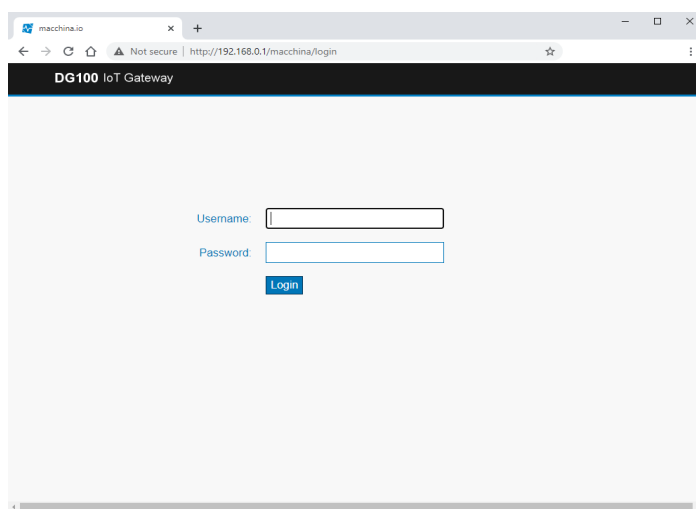 macchina.io
Not secure | http://192.168.0.1/macchina/login
DG100 IoT Gateway
Username:
Password:
Login